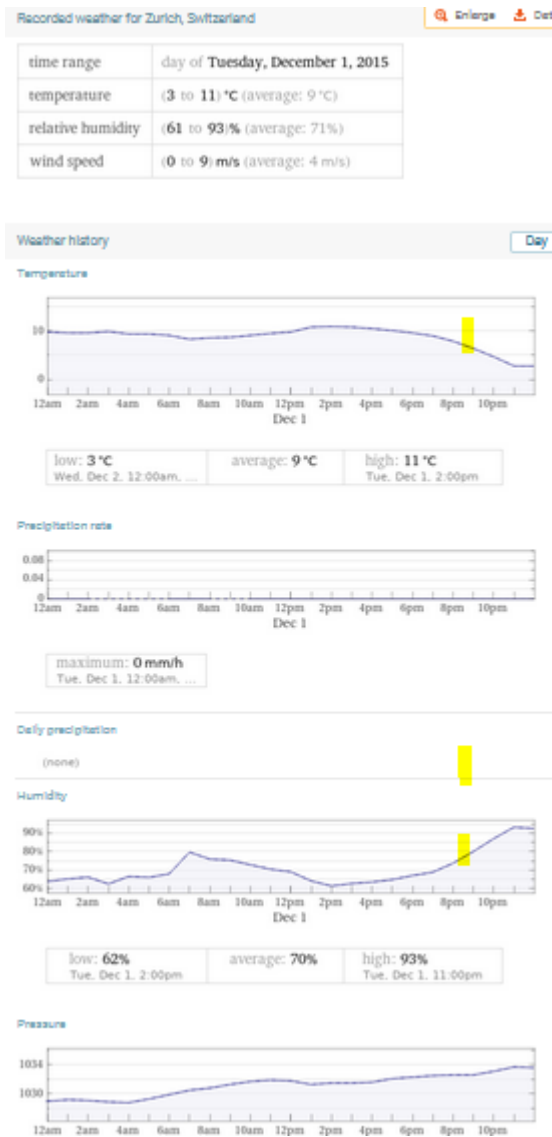 Recorded weather for Zurich, Switzerland
Enlarge
time range day of Tuesday, December 1, 2015
temperature (3 to 11) °C (average: 9 °C)
relative humidity (61 to 93)% (average: 71%)
wind speed (0 to 9) m/s (average: 4 m/s)
Weather history
Day
Temperature
10
0
12am 2am 4am 6am 8am 10am 12pm 2pm 4pm 6pm 8pm 10pm
Dec 1
low: 3 °C average: 9 °C high: 11 °C
Wed, Dec 2, 12:00am, ... Tue, Dec 1, 2:00pm
Precipitation rate
0.08
0.04
0
12am 2am 4am 6am 8am 10am 12pm 2pm 4pm 6pm 8pm 10pm
Dec 1
maximum: 0 mm/h
Tue, Dec 1, 12:00am, ...
Daily precipitation
(none)
Humidity
90%
80%
70%
60%
12am 2am 4am 6am 8am 10am 12pm 2pm 4pm 6pm 8pm 10pm
Dec 1
low: 62% average: 70% high: 93%
Tue, Dec 1, 2:00pm Tue, Dec 1, 11:00pm
Pressure
1034
1030
12am 2am 4am 6am 8am 10am 12pm 2pm 4pm 6pm 8pm 10pm